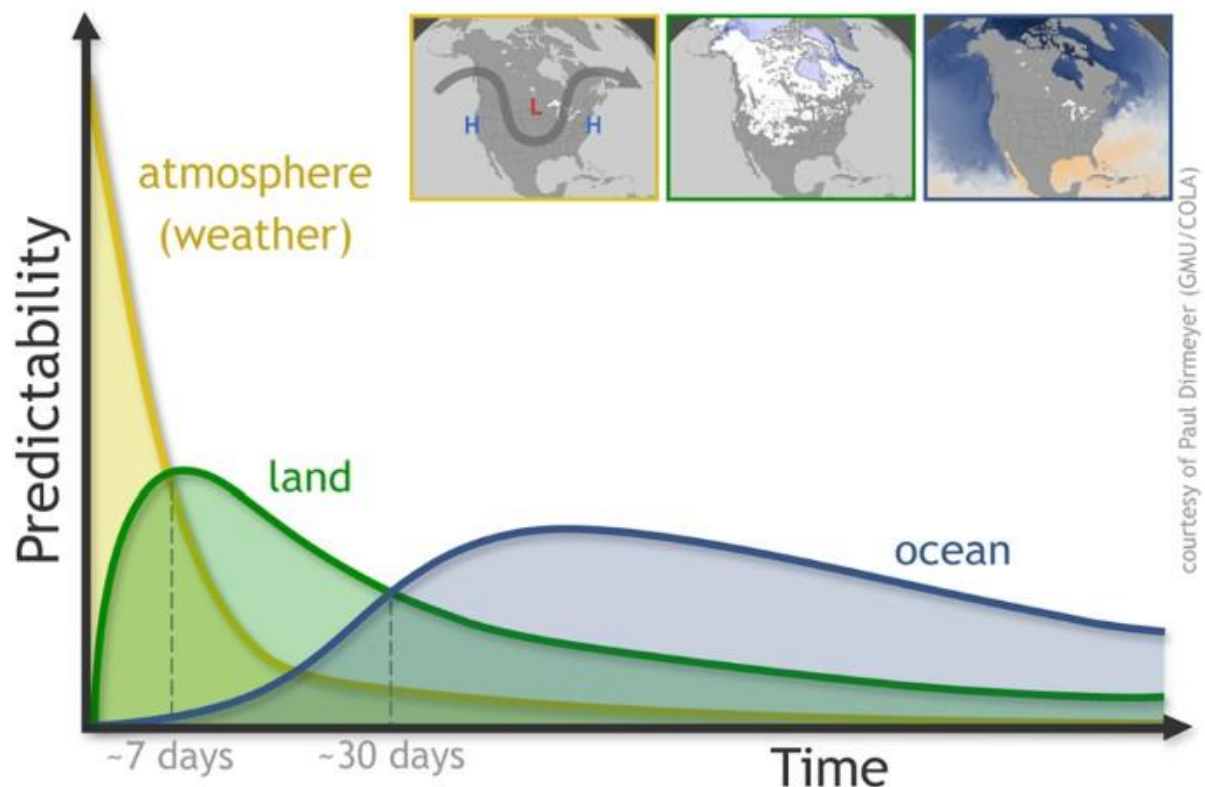 H
L
H
atmosphere
(weather)
land
ocean
Predictability
~7 days
~30 days
Time
courtesy of Paul Dirmeyer (GMU/COLA)